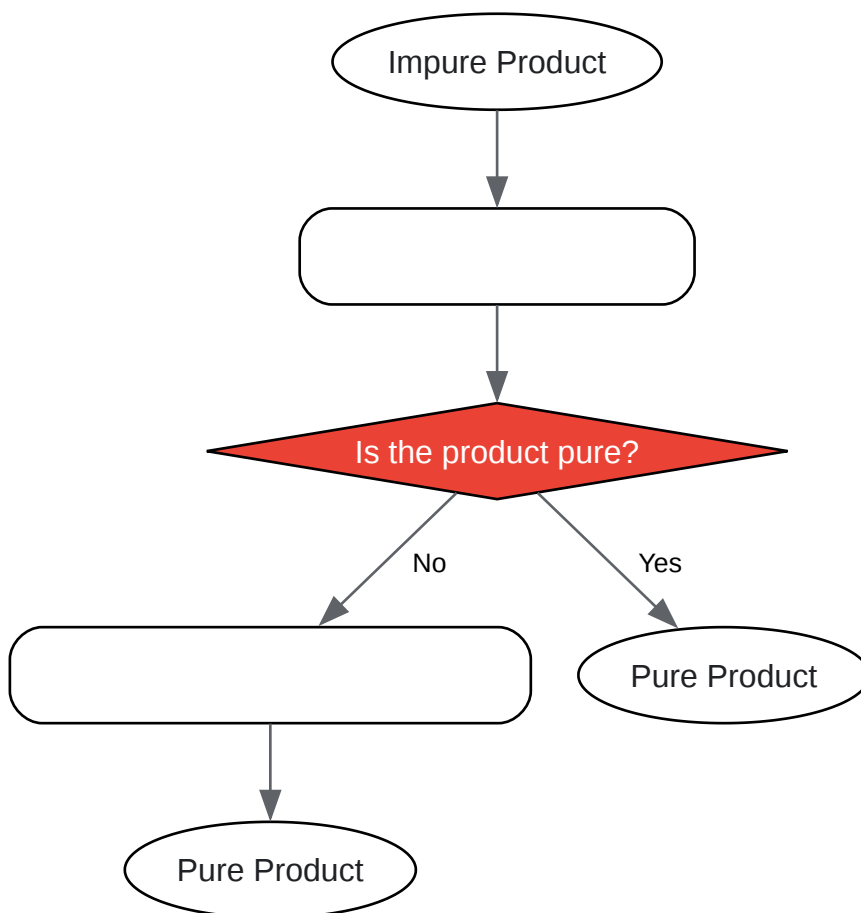 Impure Product
Is the product pure?
No
Yes
Pure Product
Pure Product